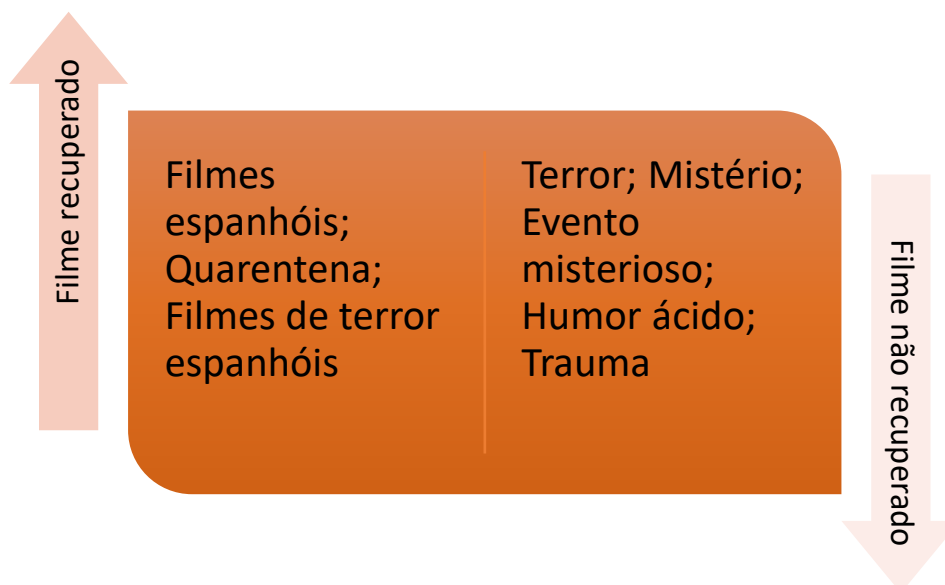 Filme recuperado
Filmes
espanhóis;
Quarentena;
Filmes de terror
espanhóis
Terror; Mistério;
Evento
misterioso;
Humor ácido;
Trauma
Filme não recuperado